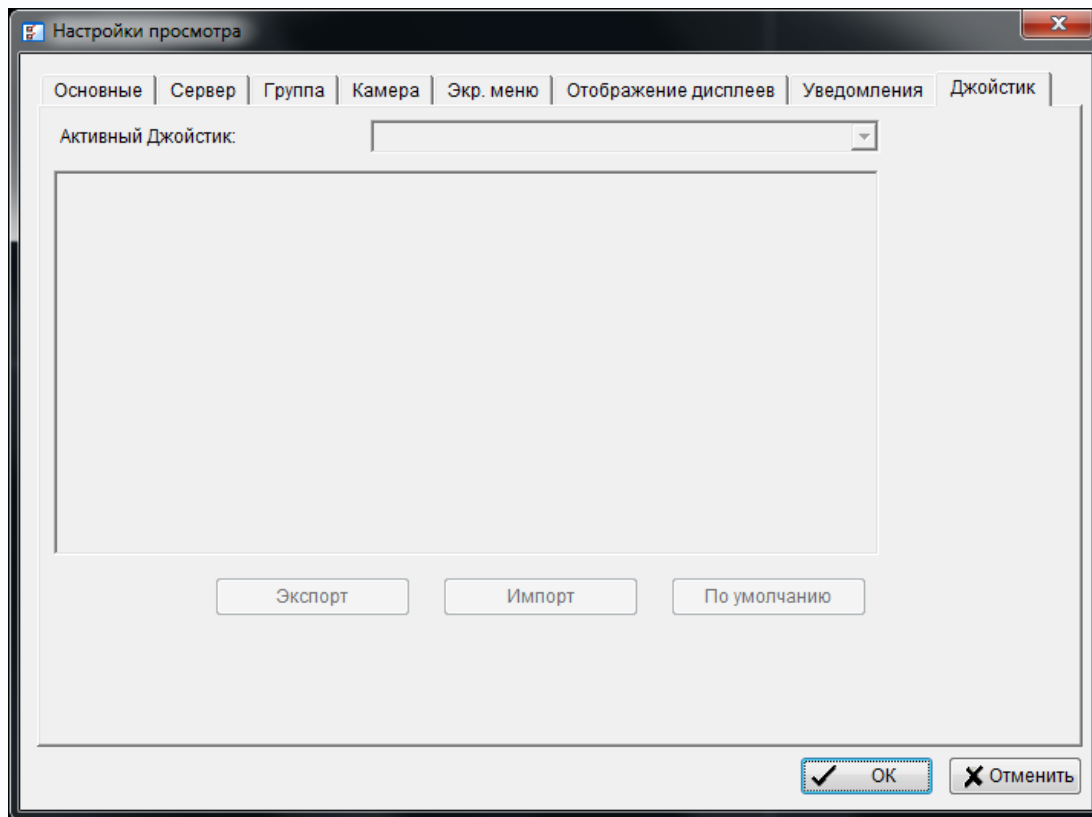 Настройки просмотра
Основные Сервер Группа Камера Экр. меню Отображение дисплеев Уведомления Джойстик
Активный Джойстик:
Экспорт Импорт По умолчанию
OK Отменить